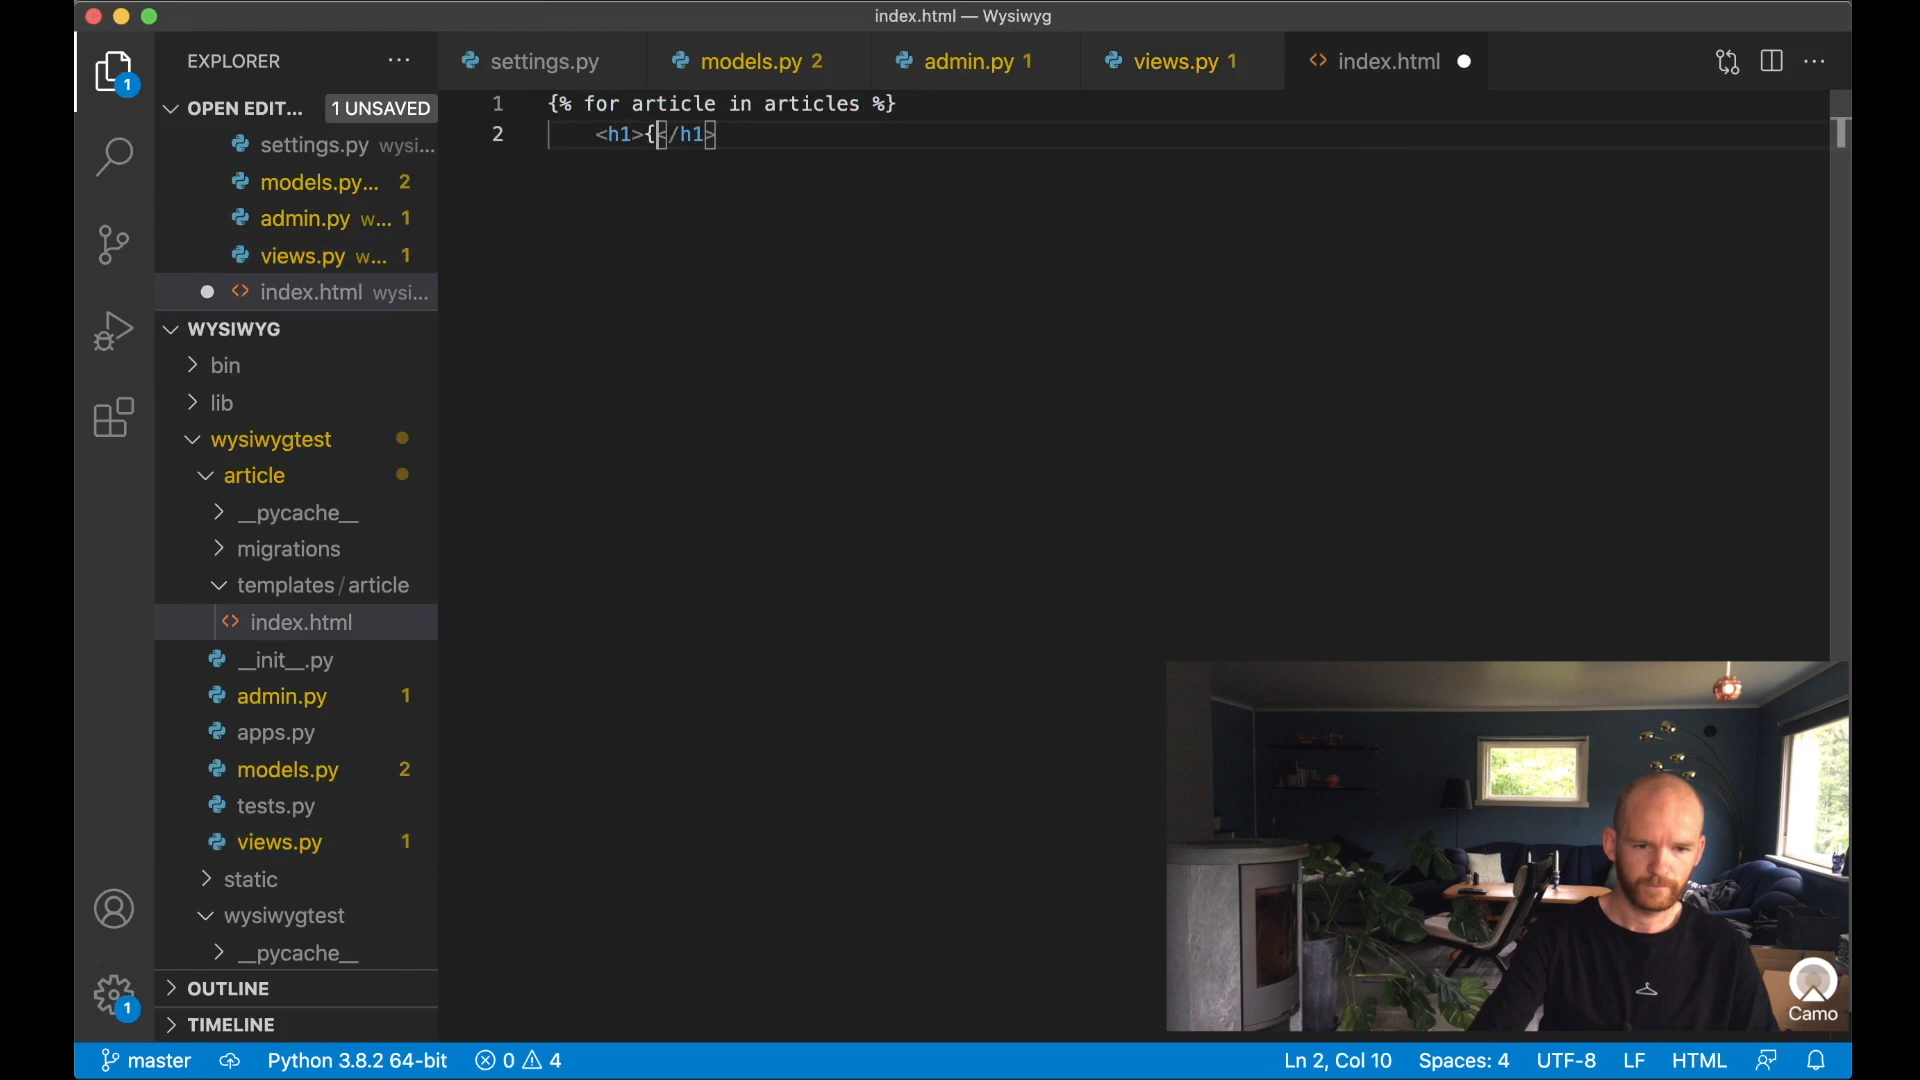 index.html — Wysiwyg
EXPLORER
settings.py
models.py 2
admin.py 1
views.py 1
index.html
OPEN EDIT... 1 UNSAVED
settings.py wysi...
models.py... 2
admin.py w... 1
views.py w... 1
index.html wysi...
WYSIWYG
bin
lib
wysiwygtest
article
__pycache__
migrations
templates/article
index.html
__init__.py
admin.py 1
apps.py
models.py 2
tests.py
views.py 1
static
wysiwygtest
__pycache__
OUTLINE
TIMELINE
1
1
1 {% for article in articles %}
2 <h1>{</h1>
Camo
master Python 3.8.2 64-bit 0 4 Ln 2, Col 10 Spaces: 4 UTF-8 LF HTML